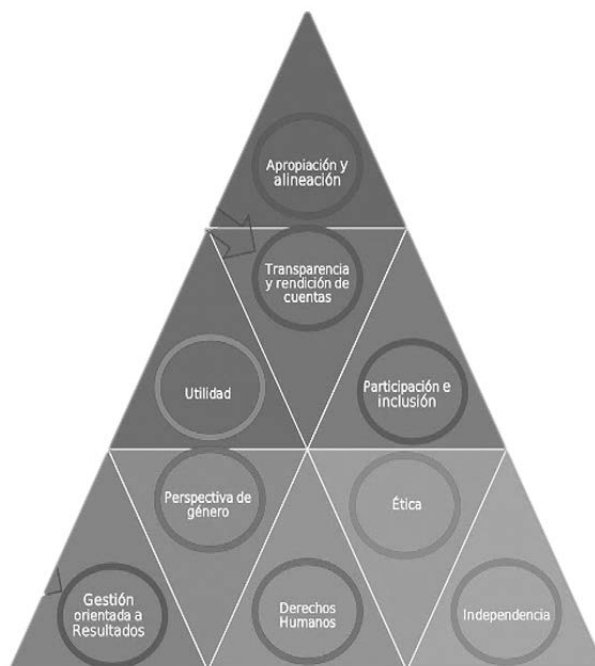 Apropiación y
alineación
Transparencia
y rendición de
cuentas
Utilidad
Participación e
inclusión
Perspectiva de
género
Ética
Gestión
orientada a
Resultados
Derechos
Humanos
Independencia